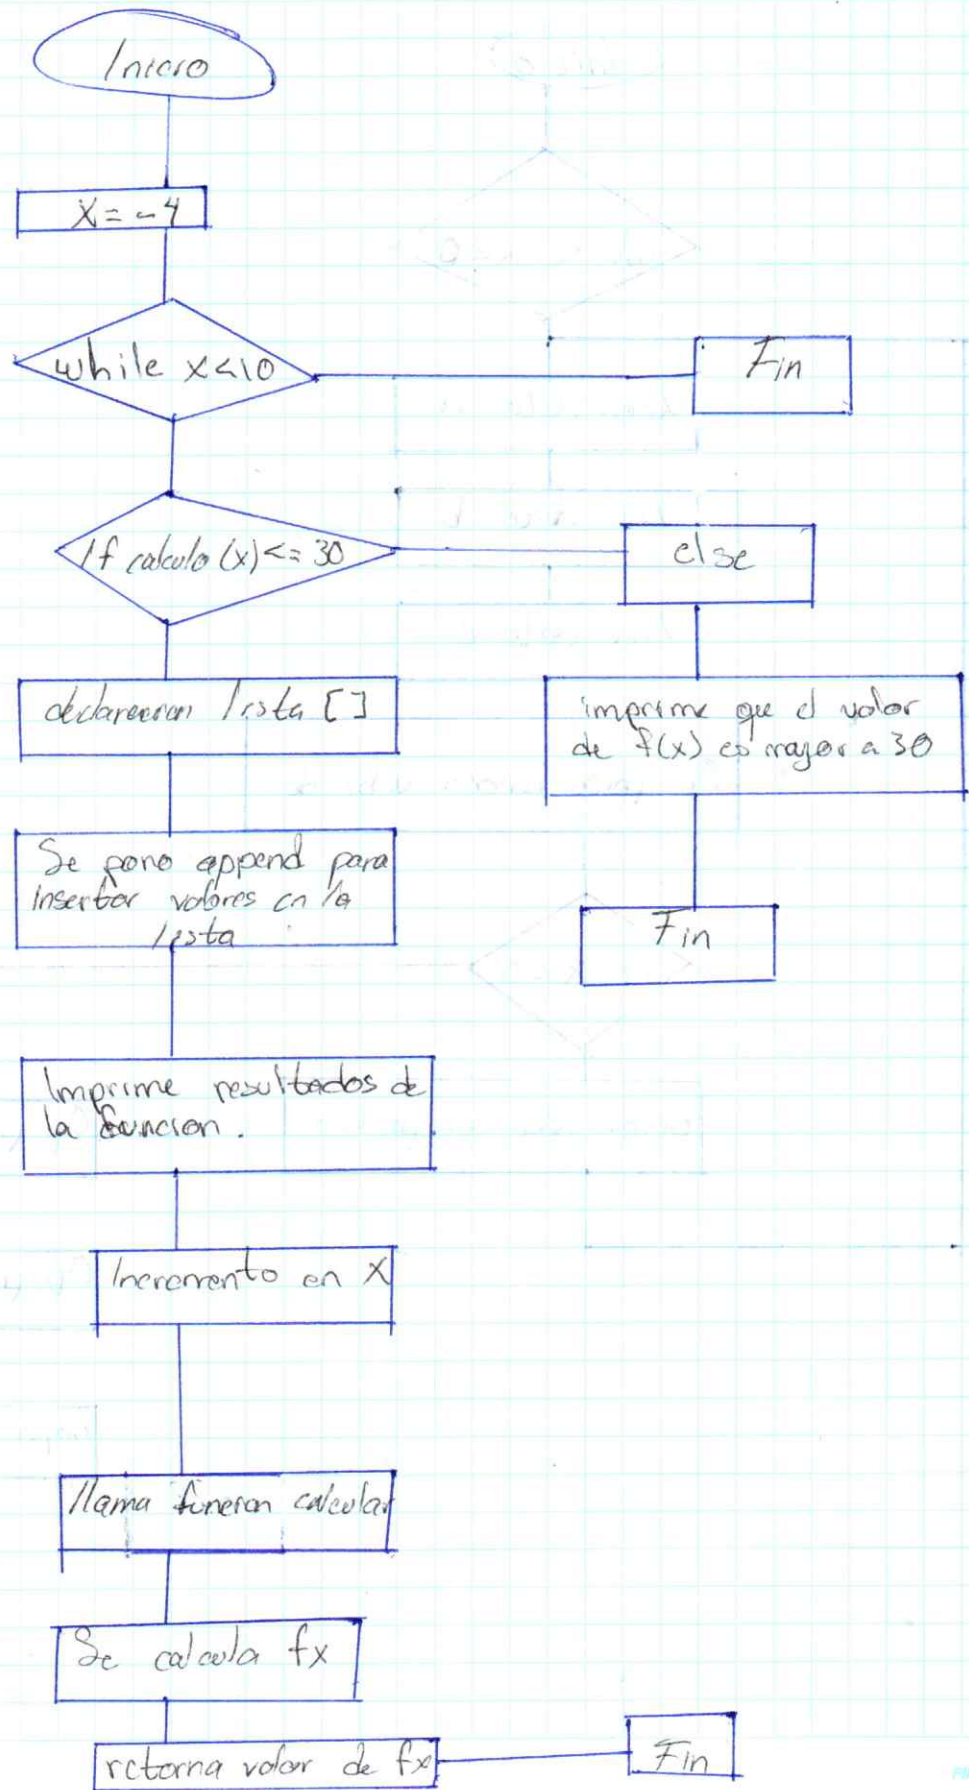 Inicio
X = -4
while x<10
Fin
If calculo (x) <= 30
else
declaracion lista []
imprime que el valor
de f(x) es mayor a 30
Se pone append para
insertar valores en la
lista
Fin
Imprime resultados de
la funcion.
Incremento en X
llama funcion calcular
Se calcula fx
retorna valor de fx
Fin